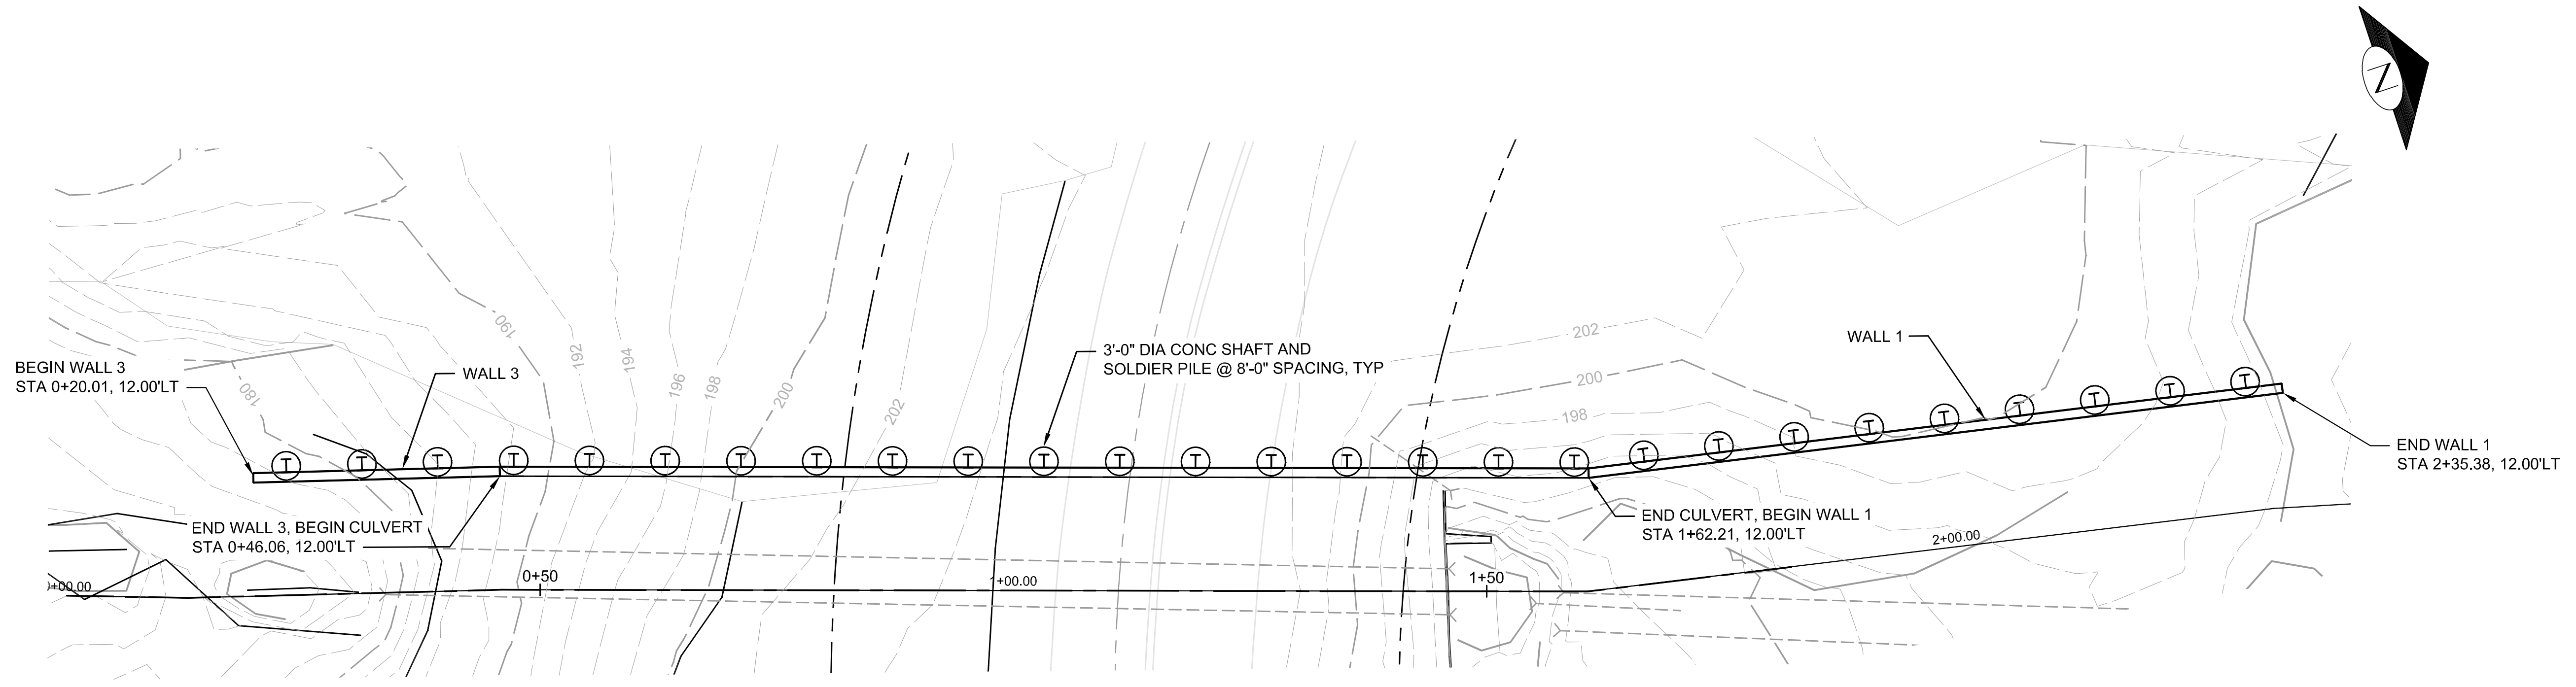 N
202
190
192
194
196
198
200
202
202
200
198
180
BEGIN WALL 3
STA 0+20.01, 12.00'LT
WALL 3
3'-0" DIA CONC SHAFT AND
SOLDIER PILE @ 8'-0" SPACING, TYP
WALL 1
T T T T T T T T T T T T T T T T T T T T T T T T T T T
END WALL 1
STA 2+35.38, 12.00'LT
END WALL 3, BEGIN CULVERT
STA 0+46.06, 12.00'LT
END CULVERT, BEGIN WALL 1
STA 1+62.21, 12.00'LT
+00.00
0+50
1+00.00
1+50
2+00.00